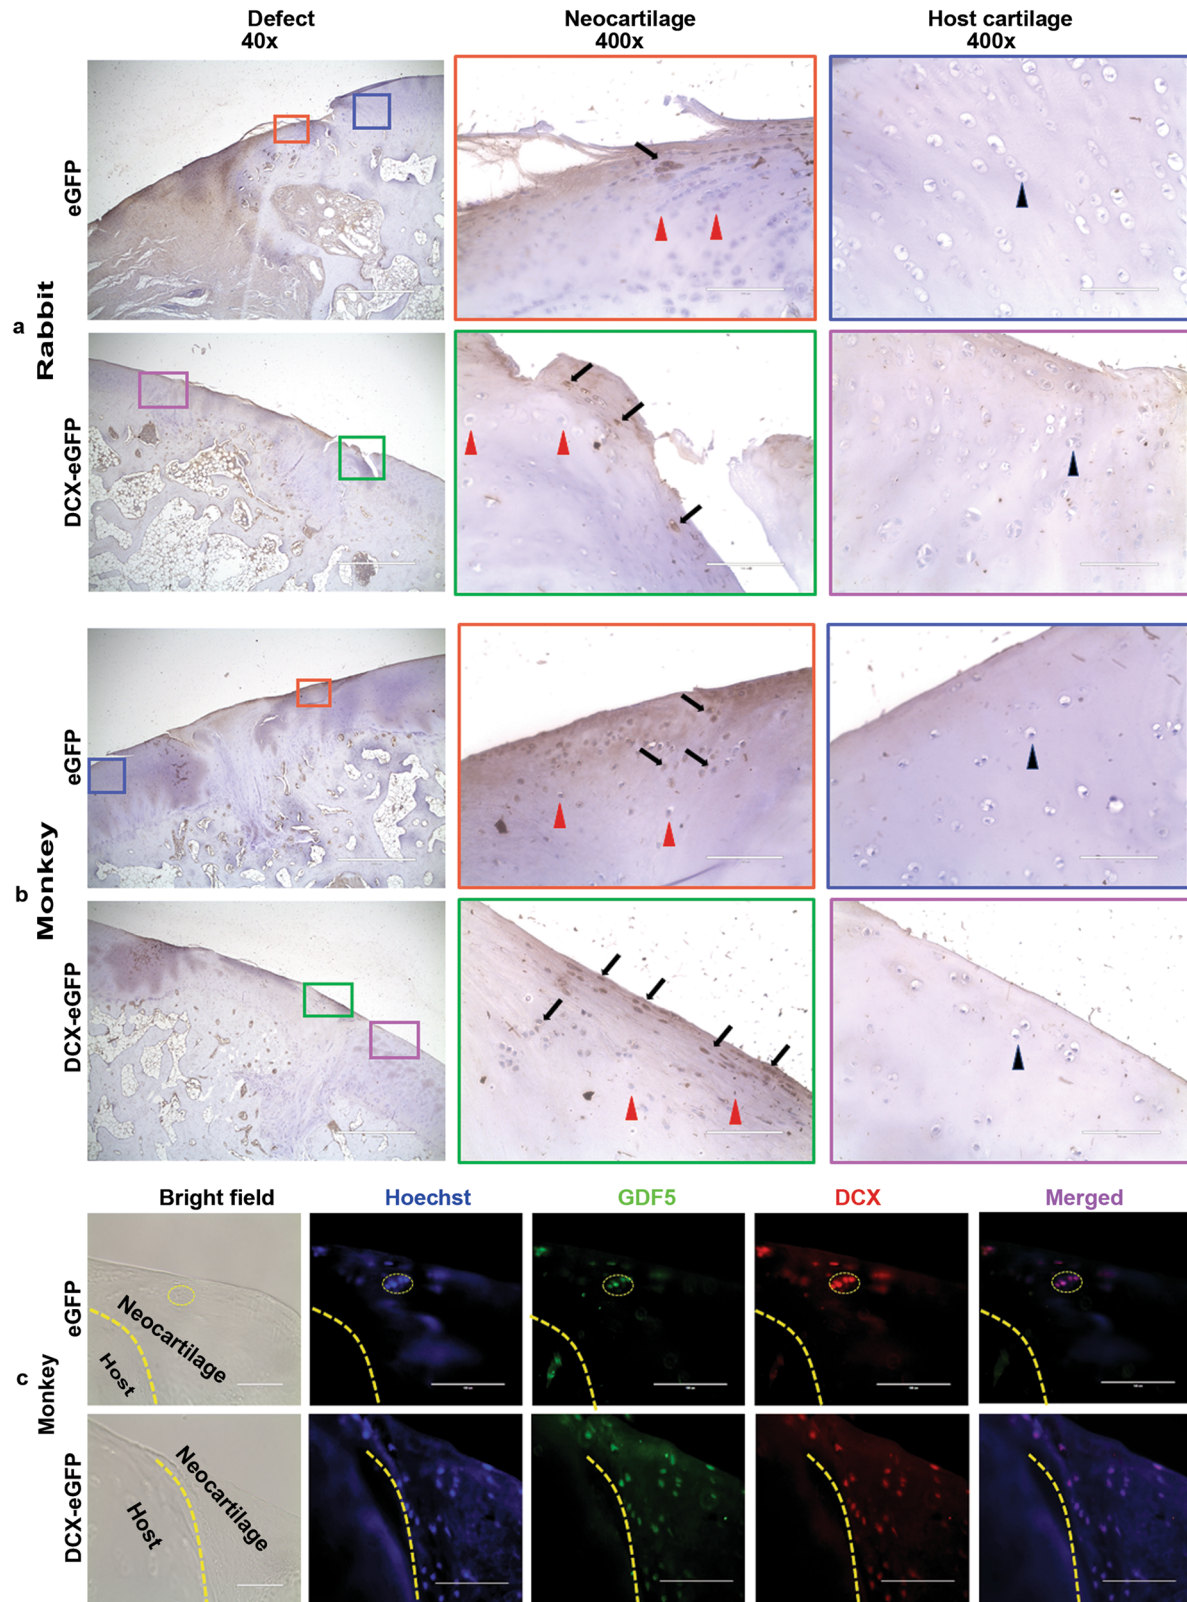 Defect
40x
Neocartilage
400x
Host cartilage
400x
a
Rabbit
eGFP
DCX-eGFP
b
Monkey
eGFP
DCX-eGFP
Bright field
Hoechst
GDF5
DCX
Merged
c
Monkey
eGFP
Neocartilage
Host
DCX-eGFP
Neocartilage
Host